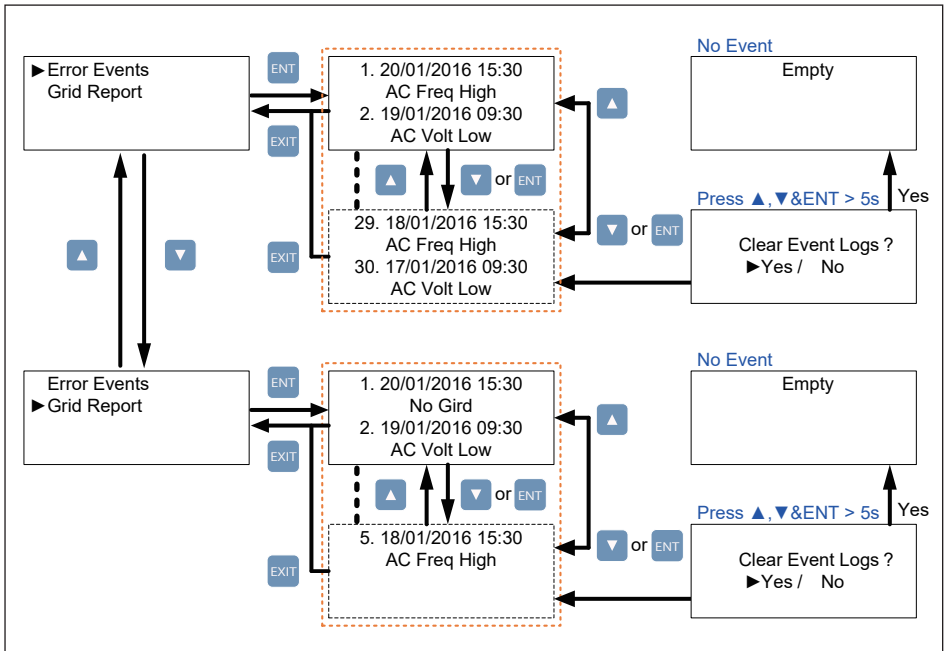 ►Error Events
Grid Report
ENT
EXIT
1. 20/01/2016 15:30
AC Freq High
2. 19/01/2016 09:30
AC Volt Low
▲
▼ or ENT
29. 18/01/2016 15:30
AC Freq High
30. 17/01/2016 09:30
AC Volt Low
EXIT
▲
▼ or ENT
No Event
Empty
Yes
Press ▲,▼&ENT > 5s
Clear Event Logs ?
►Yes / No
▲
▼
Error Events
►Grid Report
ENT
EXIT
1. 20/01/2016 15:30
No Gird
2. 19/01/2016 09:30
AC Volt Low
▲
▼ or ENT
5. 18/01/2016 15:30
AC Freq High
EXIT
▲
▼ or ENT
No Event
Empty
Yes
Press ▲,▼&ENT > 5s
Clear Event Logs ?
►Yes / No